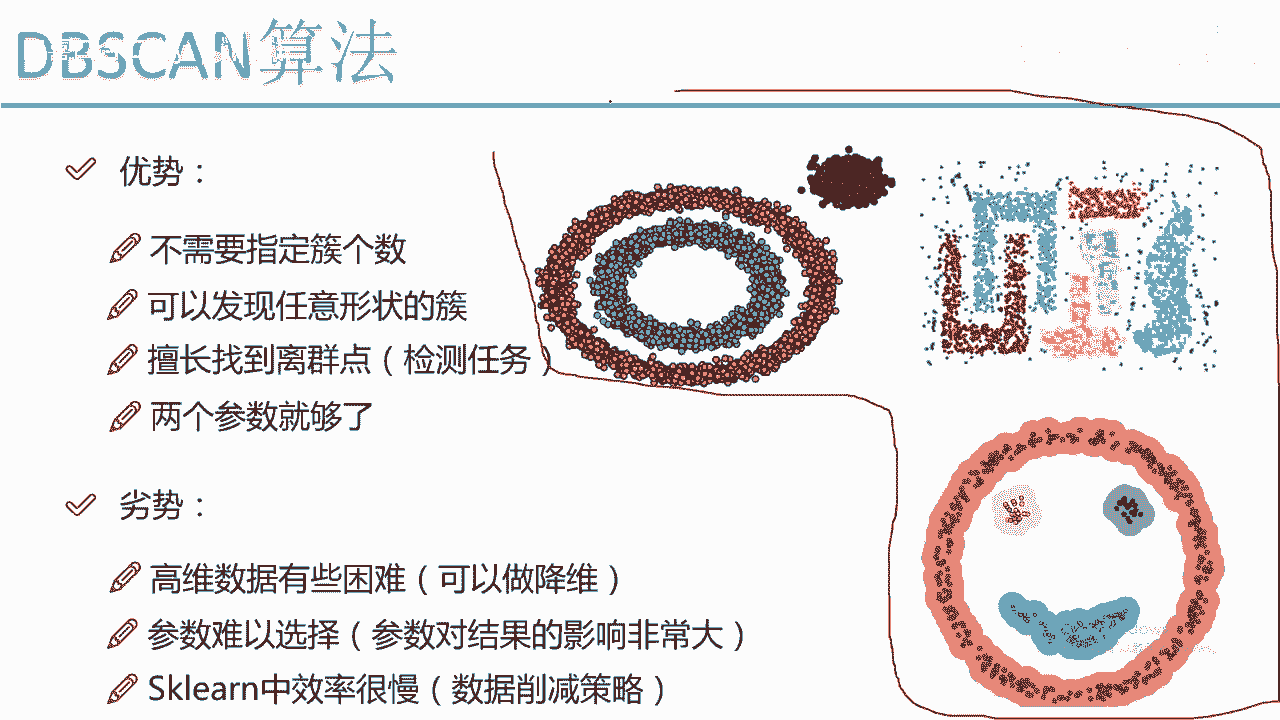 DBSCAN算法
优势：
不需要指定簇个数
可以发现任意形状的簇
擅长找到离群点（检测任务）
两个参数就够了
劣势：
高维数据有些困难（可以做降维）
参数难以选择（参数对结果的影响非常大）
Sklearn中效率很慢（数据削减策略）